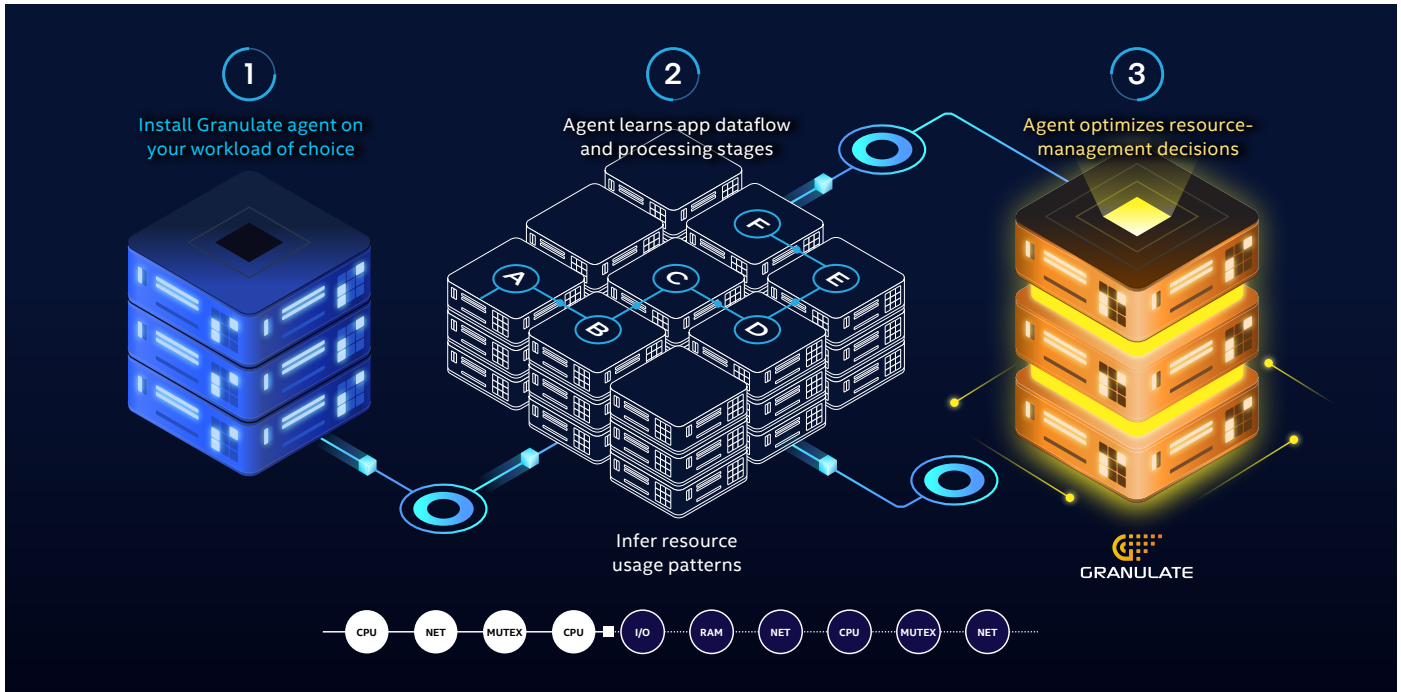 1
Install Granulate agent on
your workload of choice
2
Agent learns app dataflow
and processing stages
3
Agent optimizes resource-
management decisions
A
B
C
D
E
F
Infer resource
usage patterns
GRANULATE
CPU NET MUTEX CPU I/O RAM NET CPU MUTEX NET